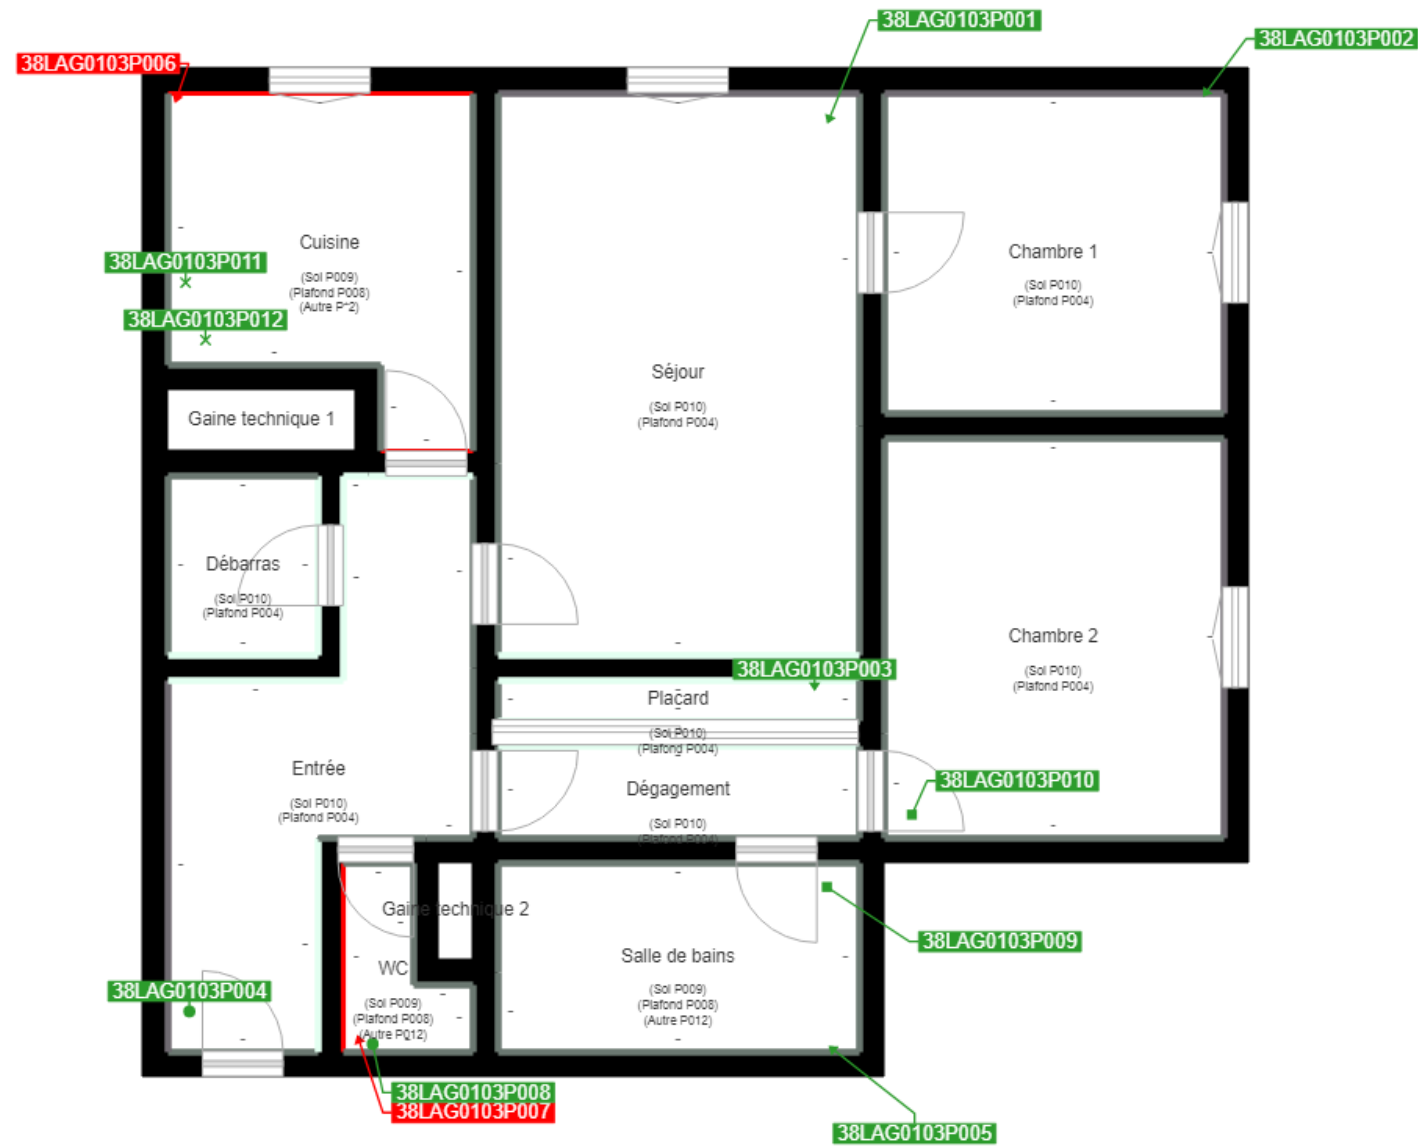 38LAG0103P001
38LAG0103P002
38LAG0103P006
Cuisine
(Sol P009)
(Plafond P008)
(Autre P^2)
38LAG0103P011
38LAG0103P012
Chambre 1
(Sol P010)
(Plafond P004)
Séjour
(Sol P010)
(Plafond P004)
Gaine technique 1
Débarras
(Sol P010)
(Plafond P004)
Chambre 2
(Sol P010)
(Plafond P004)
38LAG0103P003
Placard
(Sol P010)
(Plafond P004)
Entrée
(Sol P010)
(Plafond P004)
Dégagement
(Sol P010)
(Plafond P004)
38LAG0103P010
Gaine technique 2
38LAG0103P009
Salle de bains
(Sol P009)
(Plafond P008)
(Autre P012)
WC
(Sol P009)
(Plafond P008)
(Autre P012)
38LAG0103P004
38LAG0103P008
38LAG0103P007
38LAG0103P005